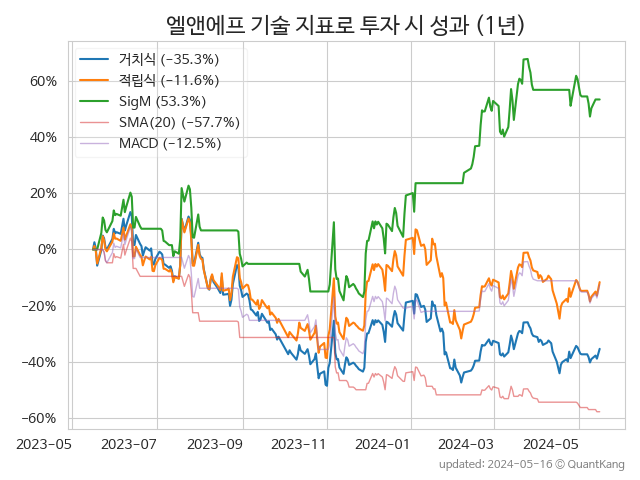 엘앤에프 기술 지표로 투자 시 성과 (1년)
거치식 (−35.3%)
적립식 (−11.6%)
SigM (53.3%)
SMA(20) (−57.7%)
MACD (−12.5%)
60%
40%
20%
0%
−20%
−40%
−60%
2023-05
2023-07
2023-09
2023-11
2024-01
2024-03
2024-05
updated: 2024-05-16 © QuantKang